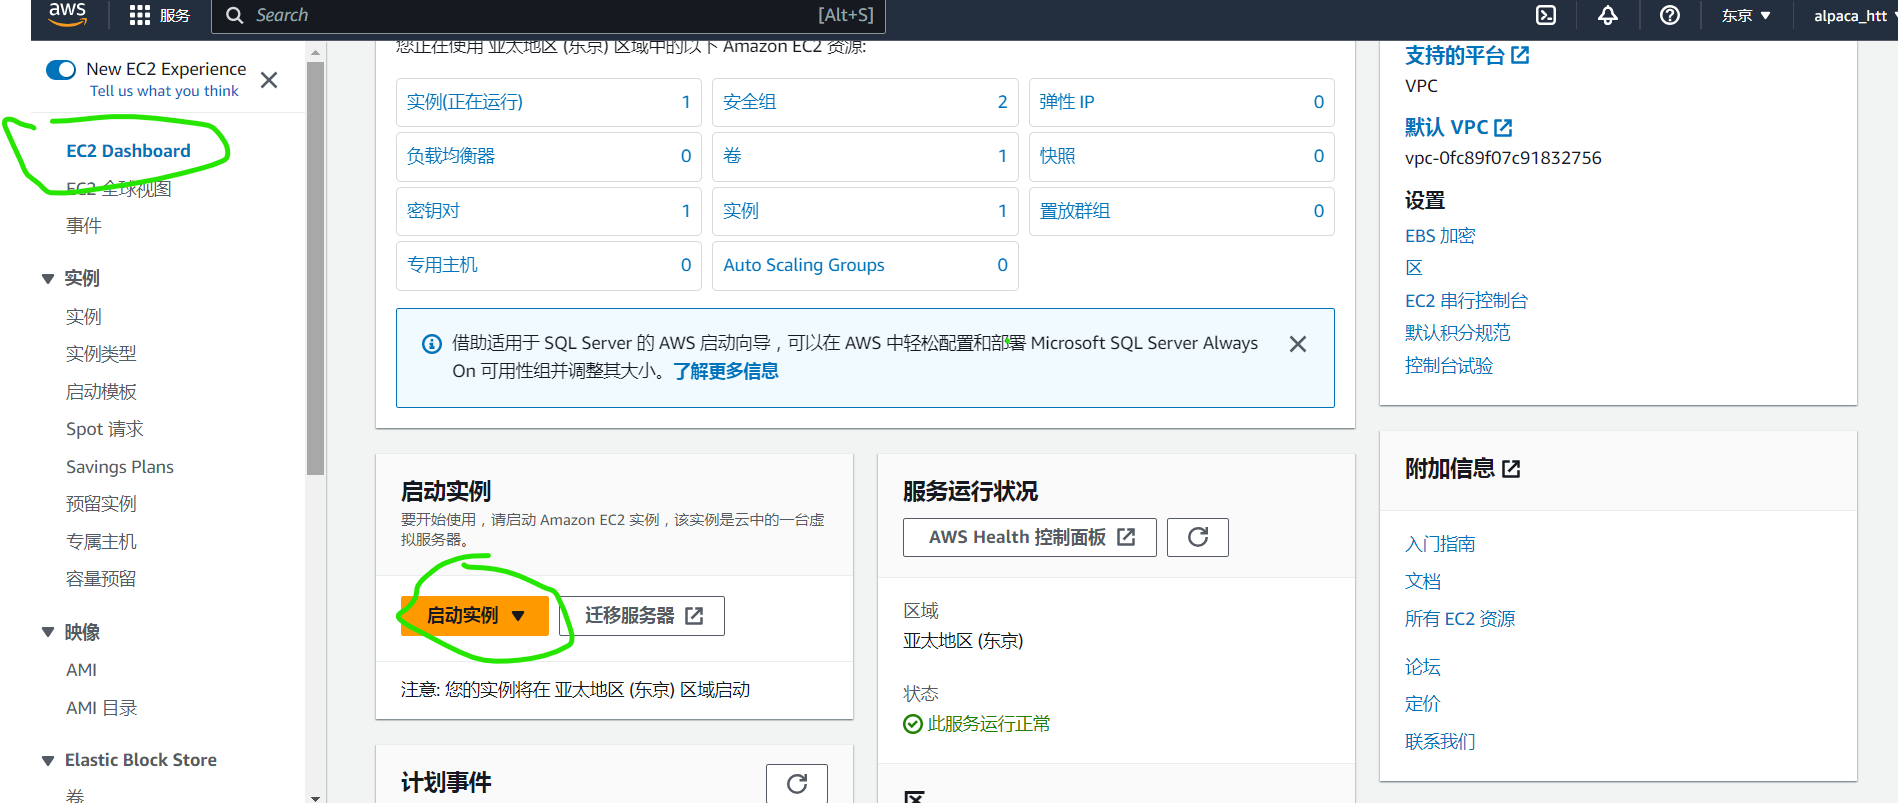 aws
服务
Search
[Alt+S]
东京
alpaca_htt
New EC2 Experience
Tell us what you think
EC2 Dashboard
EC2 全球视图
事件
实例
实例
实例类型
启动模板
Spot 请求
Savings Plans
预留实例
专属主机
容量预留
映像
AMI
AMI 目录
Elastic Block Store
卷
您正在使用 亚太地区 (东京) 区域中的以下 Amazon EC2 资源:
实例(正在运行) 1
安全组 2
弹性 IP 0
负载均衡器 0
卷 1
快照 0
密钥对 1
实例 1
置放群组 0
专用主机 0
Auto Scaling Groups 0
借助适用于 SQL Server 的 AWS 启动向导，可以在 AWS 中轻松配置和部署 Microsoft SQL Server Always
On 可用性组并调整其大小。了解更多信息
启动实例
要开始使用，请启动 Amazon EC2 实例，该实例是云中的一台虚
拟服务器。
启动实例
迁移服务器
注意: 您的实例将在 亚太地区 (东京) 区域启动
计划事件
服务运行状况
AWS Health 控制面板
区域
亚太地区 (东京)
状态
此服务运行正常
区
支持的平台
VPC
默认 VPC
vpc-0fc89f07c91832756
设置
EBS 加密
区
EC2 串行控制台
默认积分规范
控制台试验
附加信息
入门指南
文档
所有 EC2 资源
论坛
定价
联系我们